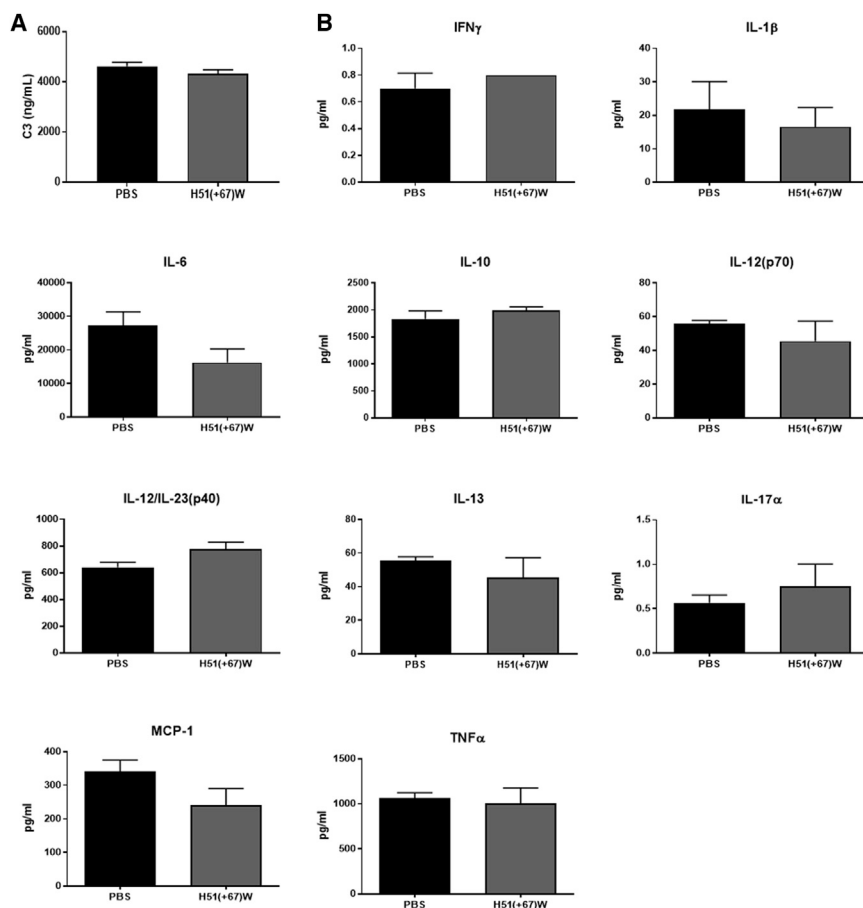 A
B
6000
4000
2000
0
C3 (ng/mL)
PBS
H51(+67)W
IFNγ
1.0
0.8
0.6
0.4
0.2
0.0
pg/ml
PBS
H51(+67)W
IL-1β
40
30
20
10
0
pg/ml
PBS
H51(+67)W
IL-6
40000
30000
20000
10000
0
pg/ml
PBS
H51(+67)W
IL-10
2500
2000
1500
1000
500
0
pg/ml
PBS
H51(+67)W
IL-12(p70)
80
60
40
20
0
pg/ml
PBS
H51(+67)W
IL-12/IL-23(p40)
1000
800
600
400
200
0
pg/ml
PBS
H51(+67)W
IL-13
80
60
40
20
0
pg/ml
PBS
H51(+67)W
IL-17α
1.5
1.0
0.5
0.0
pg/ml
PBS
H51(+67)W
MCP-1
400
300
200
100
0
pg/ml
PBS
H51(+67)W
TNFα
1500
1000
500
0
pg/ml
PBS
H51(+67)W